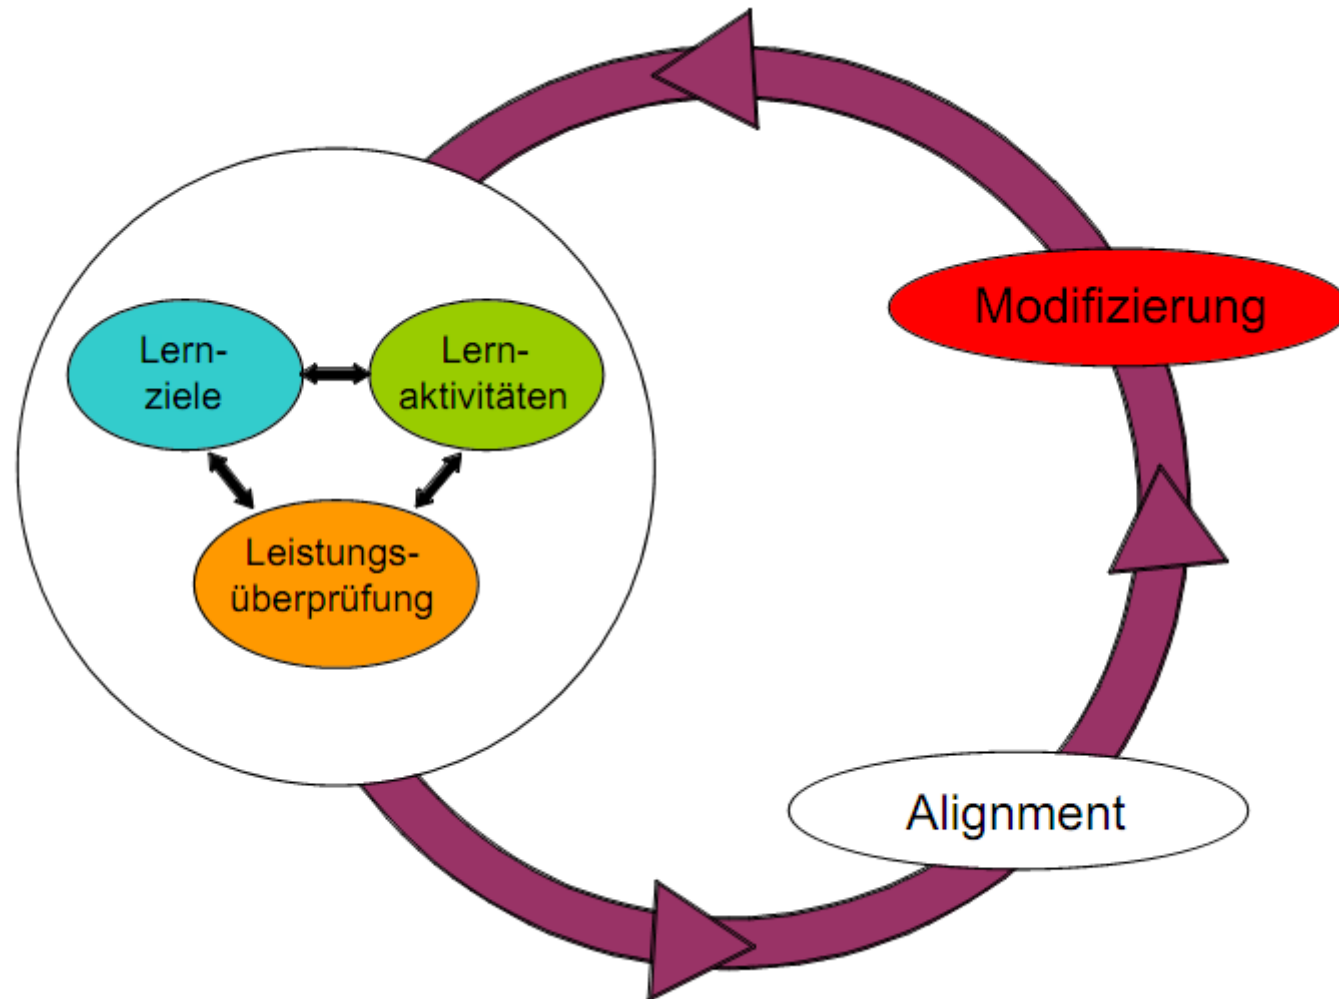 Modifizierung
Lern-
ziele
Lern-
aktivitäten
Leistungs-
überprüfung
Alignment